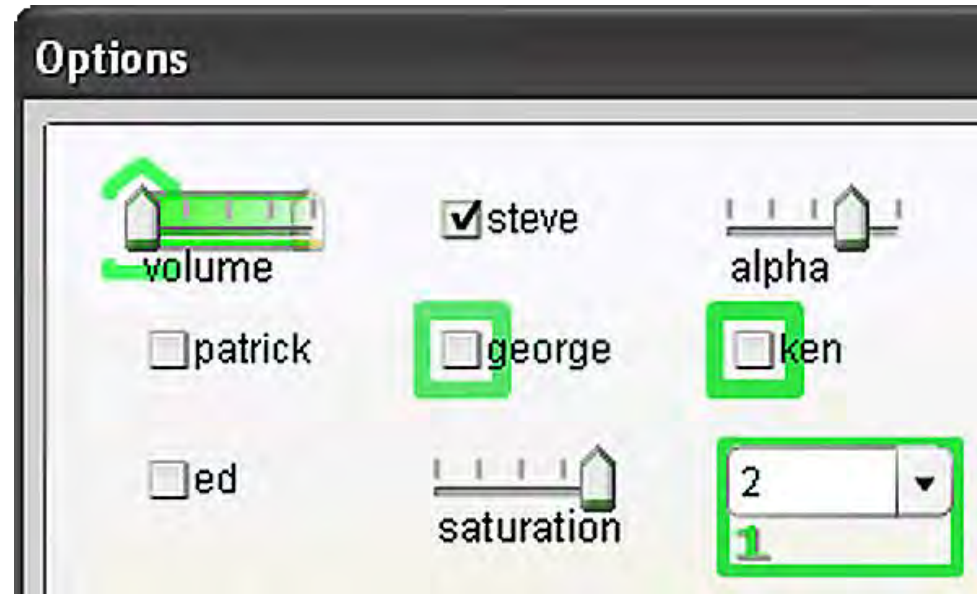 Options
steve
volume
alpha
patrick
george
ken
ed
2
saturation
1